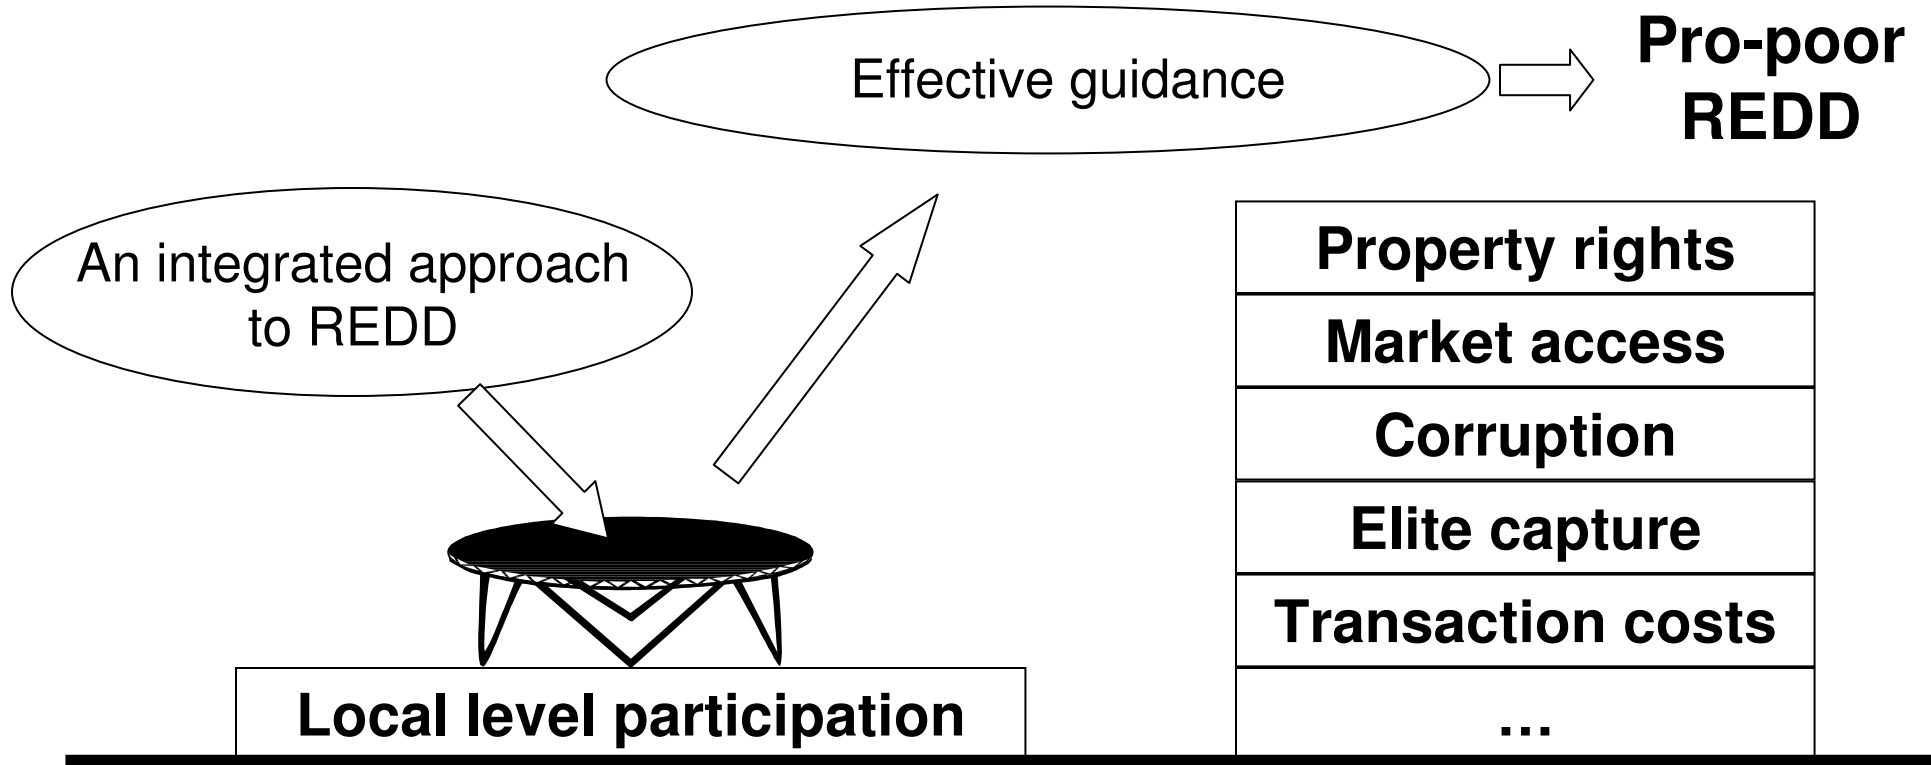 Effective guidance
Pro-poor
REDD
An integrated approach
to REDD
Property rights
Market access
Corruption
Elite capture
Transaction costs
...
Local level participation